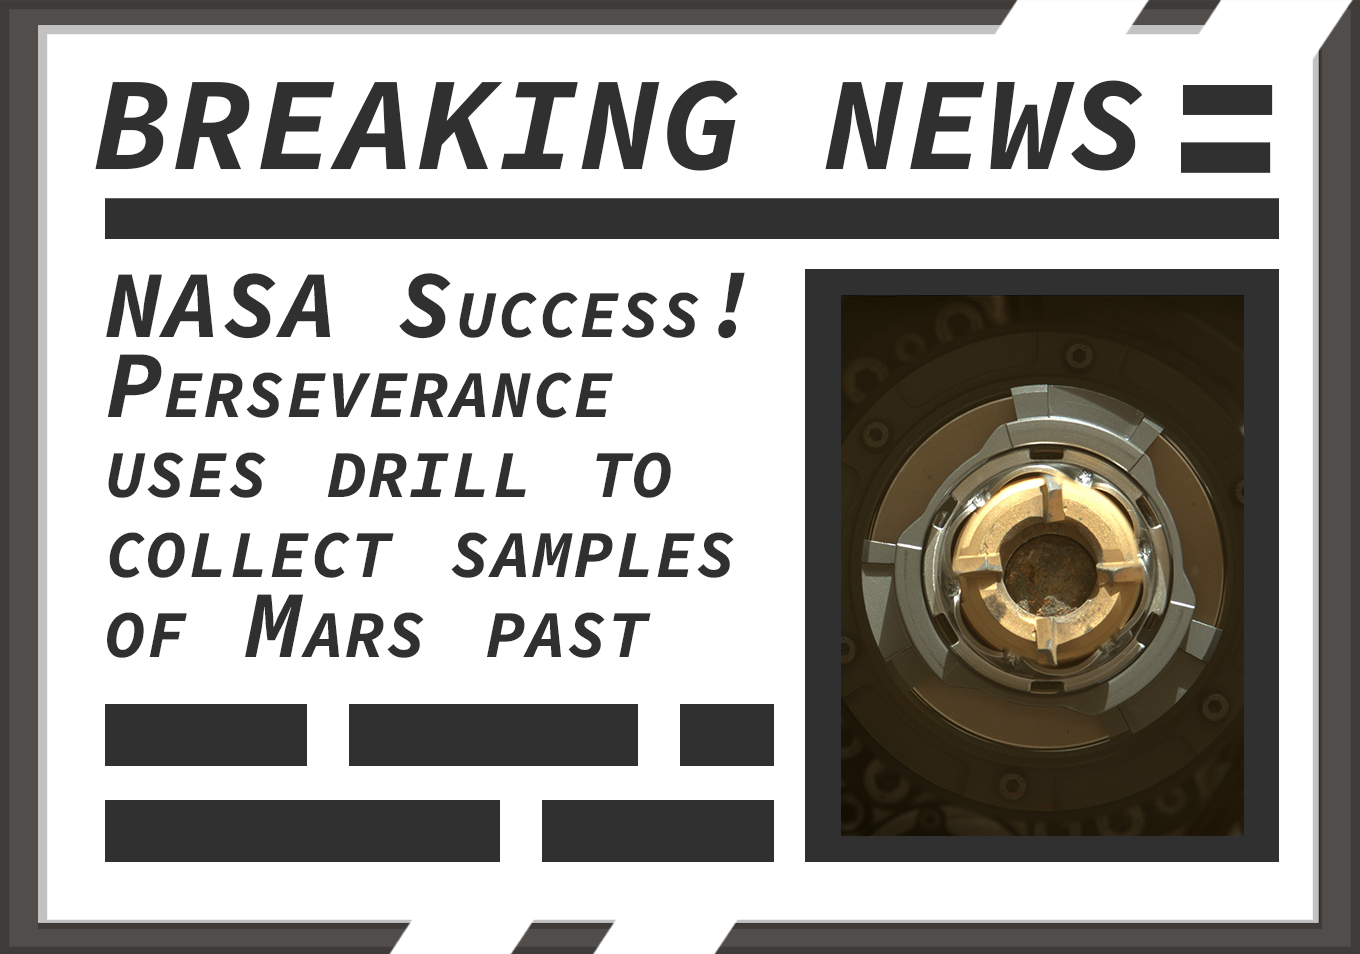 BREAKING NEWS
NASA Success!
Perseverance
uses drill to
collect samples
of Mars past